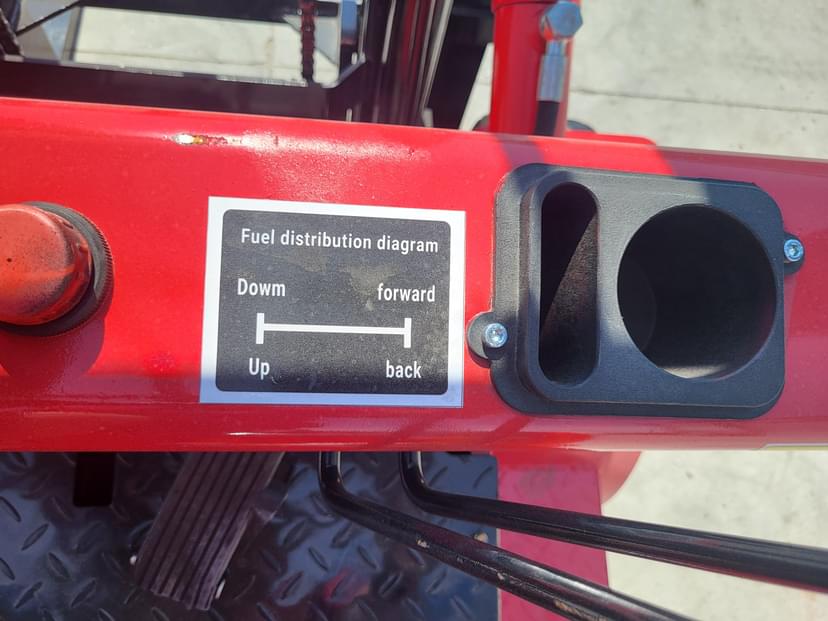 Fuel distribution diagram
Dowm forward
Up back